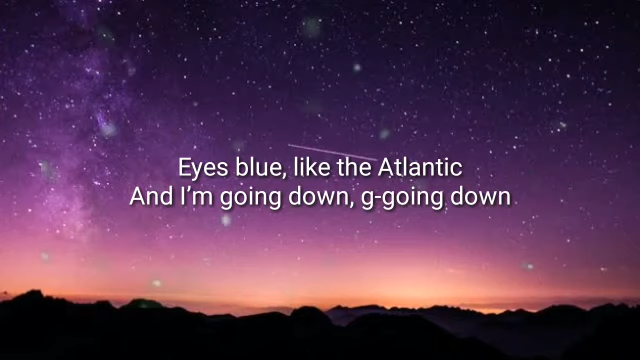 Eyes blue, like the Atlantic
And I’m going down, g-going down